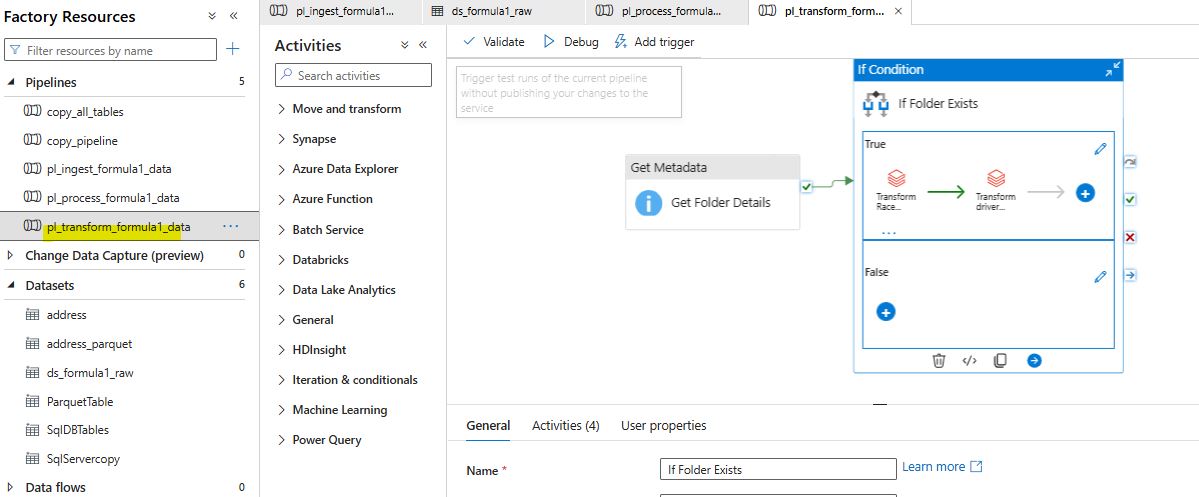 Factory Resources
Filter resources by name
Pipelines 5
copy_all_tables
copy_pipeline
pl_ingest_formula1_data
pl_process_formula1_data
pl_transform_formula1_data
Change Data Capture (preview) 0
Datasets 6
address
address_parquet
ds_formula1_raw
ParquetTable
SqlDBTables
SqlServercopy
Data flows 0
pl_ingest_formula1...
ds_formula1_raw
pl_process_formula...
pl_transform_form...
Activities
Search activities
Move and transform
Synapse
Azure Data Explorer
Azure Function
Batch Service
Databricks
Data Lake Analytics
General
HDInsight
Iteration & conditionals
Machine Learning
Power Query
Validate Debug Add trigger
Trigger test runs of the current pipeline
without publishing your changes to the
service
Get Metadata
Get Folder Details
If Condition
If Folder Exists
True
Transform
Race...
Transform
driver...
...
False
General Activities (4) User properties
Name * If Folder Exists Learn more